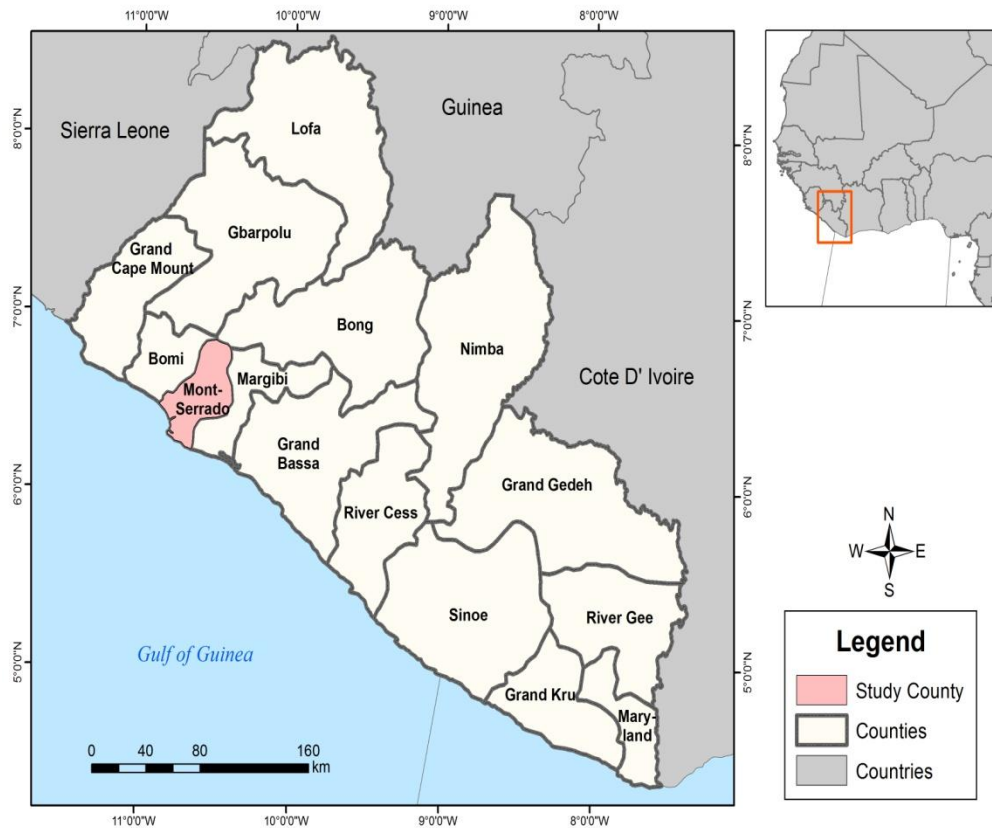 11°0'0"W
10°0'0"W
9°0'0"W
8°0'0"W
8°0'0"N
7°0'0"N
6°0'0"N
5°0'0"N
Sierra Leone
Guinea
Lofa
Gbarpolu
Grand
Cape Mount
Bong
Nimba
Bomi
Margibi
Mont-
Serrado
Cote D' Ivoire
Grand
Bassa
Grand Gedeh
River Cess
Sinoe
River Gee
Gulf of Guinea
Grand Kru
Mary-
land
0 40 80 160
km
8°0'0"N
7°0'0"N
6°0'0"N
5°0'0"N
11°0'0"W
10°0'0"W
9°0'0"W
8°0'0"W
N
W E
S
Legend
Study County
Counties
Countries